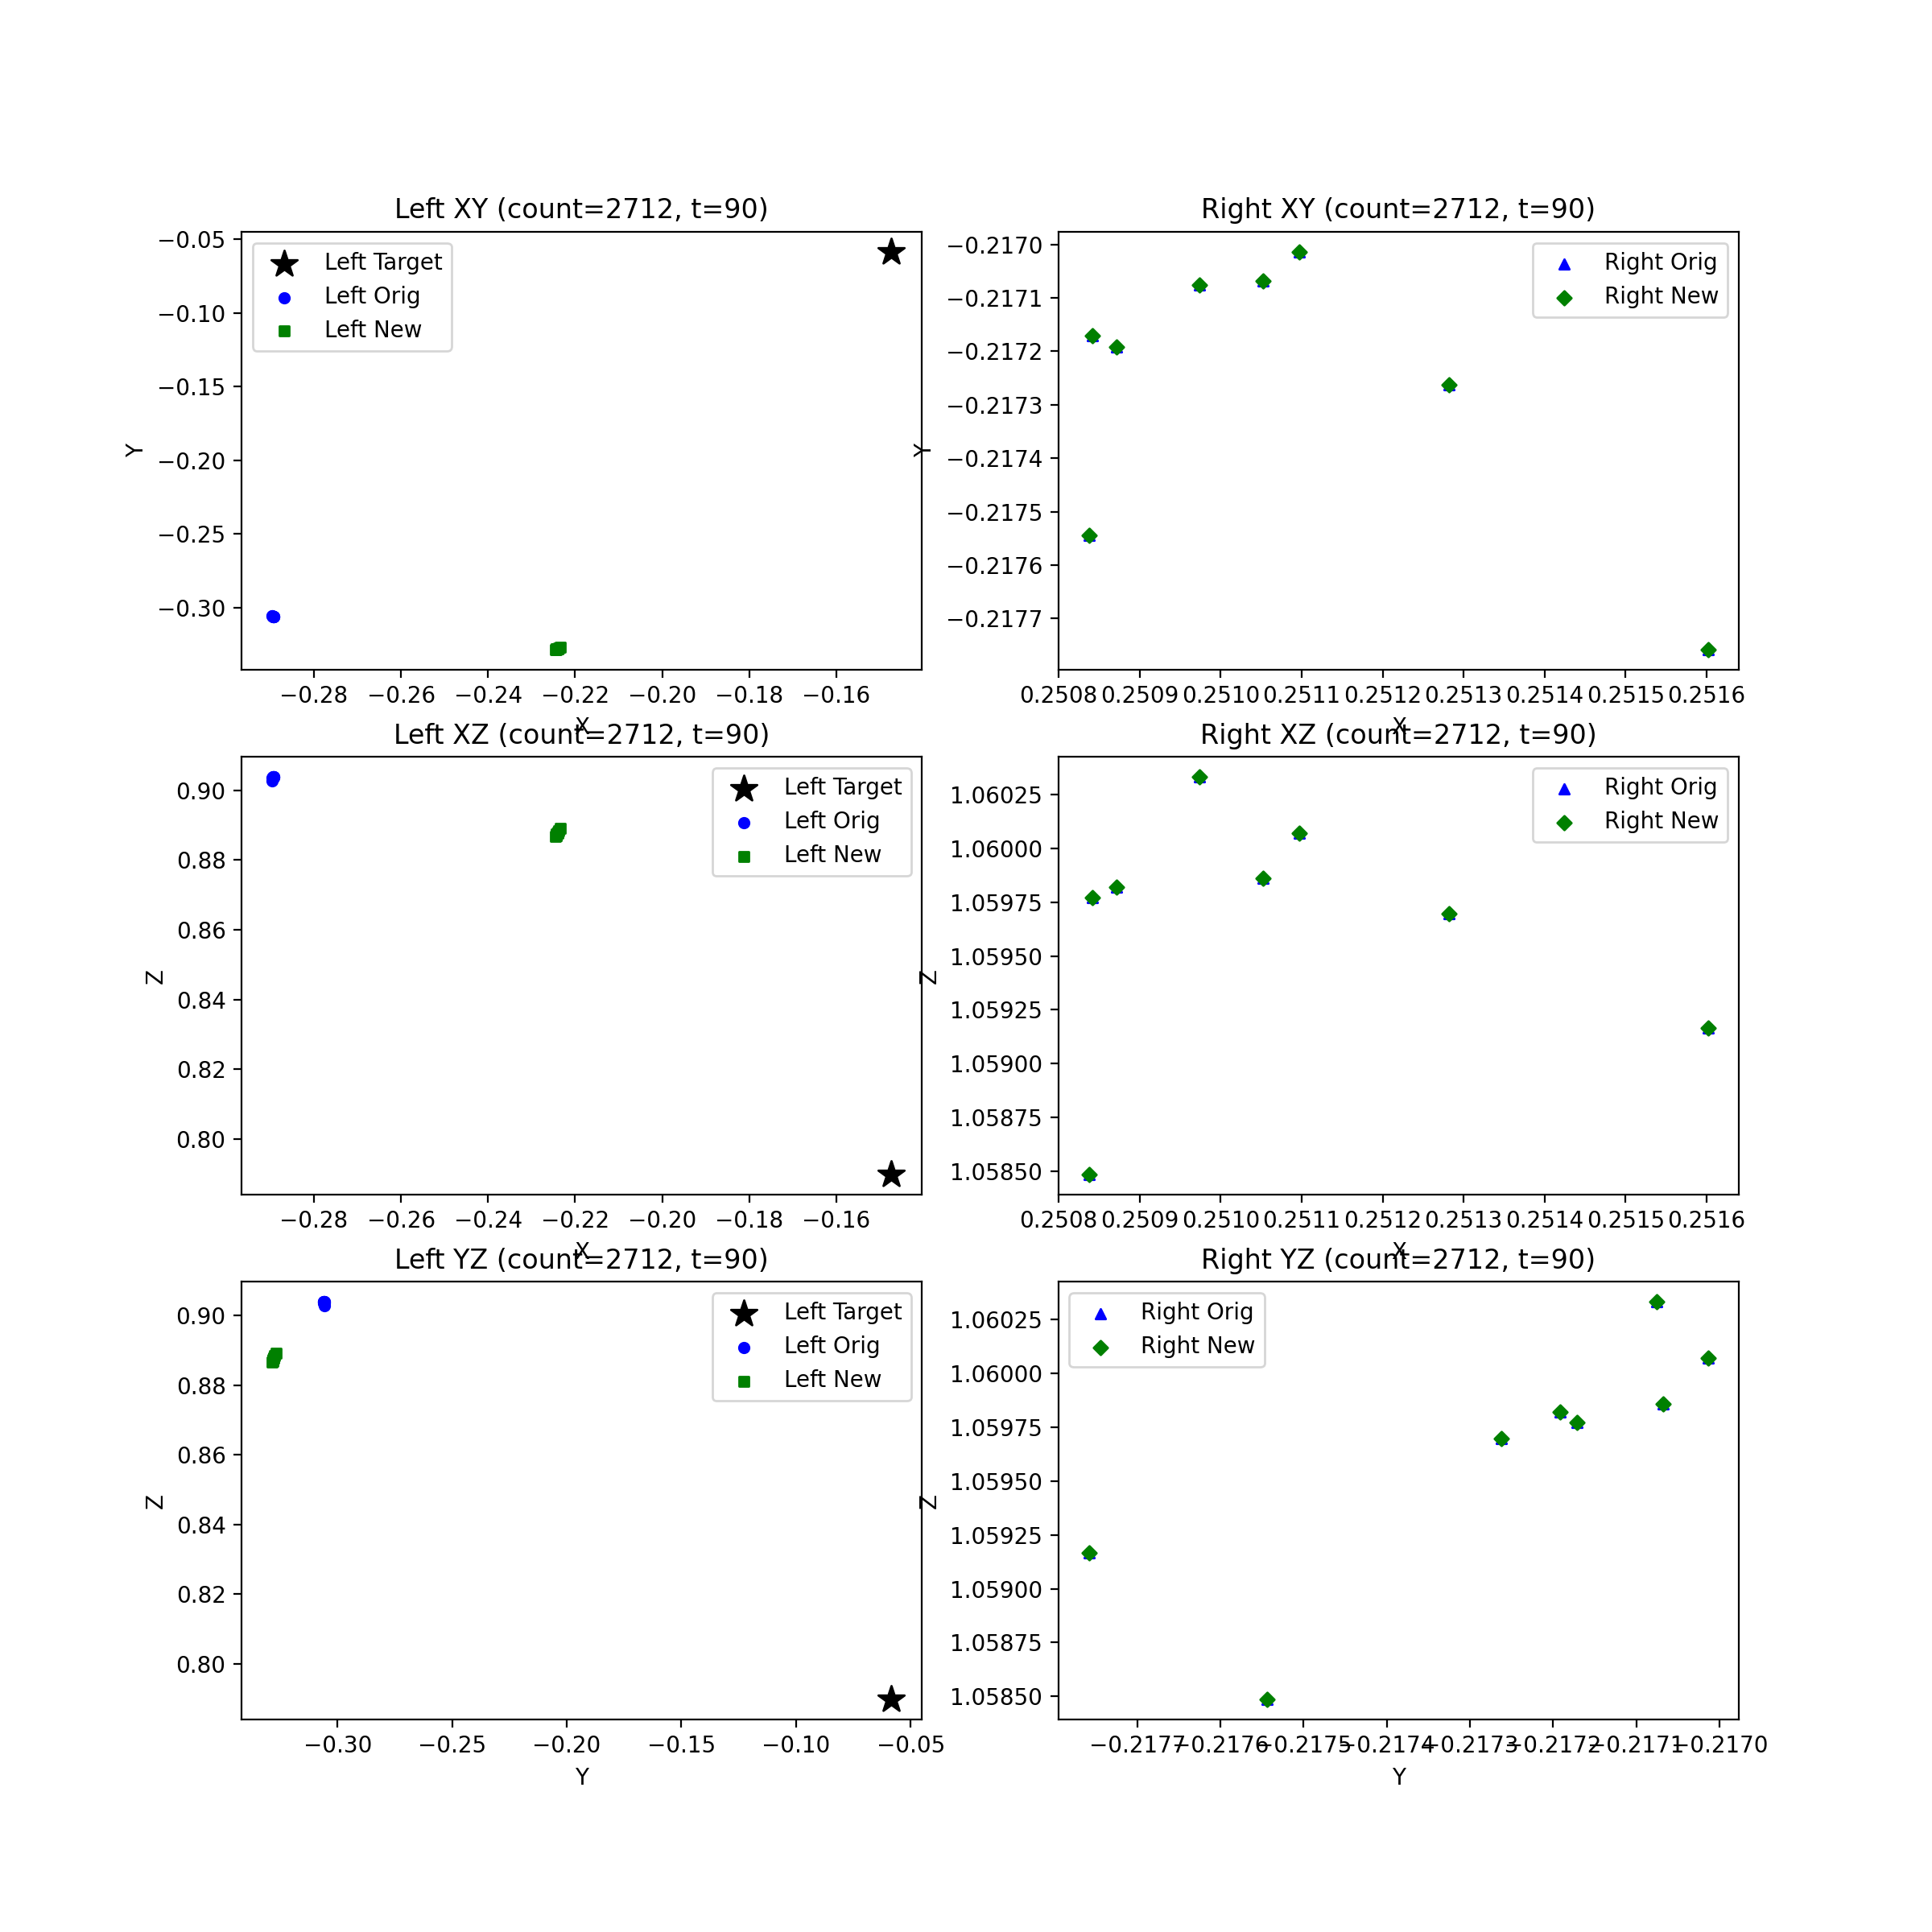 Left XY (count=2712, t=90)
Right XY (count=2712, t=90)
−0.05
−0.10
−0.15
−0.20
−0.25
−0.30
Y
Left Target
Left Orig
Left New
−0.28
−0.26
−0.24
−0.22
−0.20
−0.18
−0.16
X
−0.2170
−0.2171
−0.2172
−0.2173
−0.2174
−0.2175
−0.2176
−0.2177
Y
Right Orig
Right New
0.2508
0.2509
0.2510
0.2511
0.2512
0.2513
0.2514
0.2515
0.2516
X
Left XZ (count=2712, t=90)
Right XZ (count=2712, t=90)
0.90
0.88
0.86
0.84
0.82
0.80
Z
Left Target
Left Orig
Left New
−0.28
−0.26
−0.24
−0.22
−0.20
−0.18
−0.16
X
1.06025
1.06000
1.05975
1.05950
1.05925
1.05900
1.05875
1.05850
Z
Right Orig
Right New
0.2508
0.2509
0.2510
0.2511
0.2512
0.2513
0.2514
0.2515
0.2516
X
Left YZ (count=2712, t=90)
Right YZ (count=2712, t=90)
0.90
0.88
0.86
0.84
0.82
0.80
Z
Left Target
Left Orig
Left New
−0.30
−0.25
−0.20
−0.15
−0.10
−0.05
Y
1.06025
1.06000
1.05975
1.05950
1.05925
1.05900
1.05875
1.05850
Z
Right Orig
Right New
−0.2177
−0.2176
−0.2175
−0.2174
−0.2173
−0.2172
−0.2171
−0.2170
Y